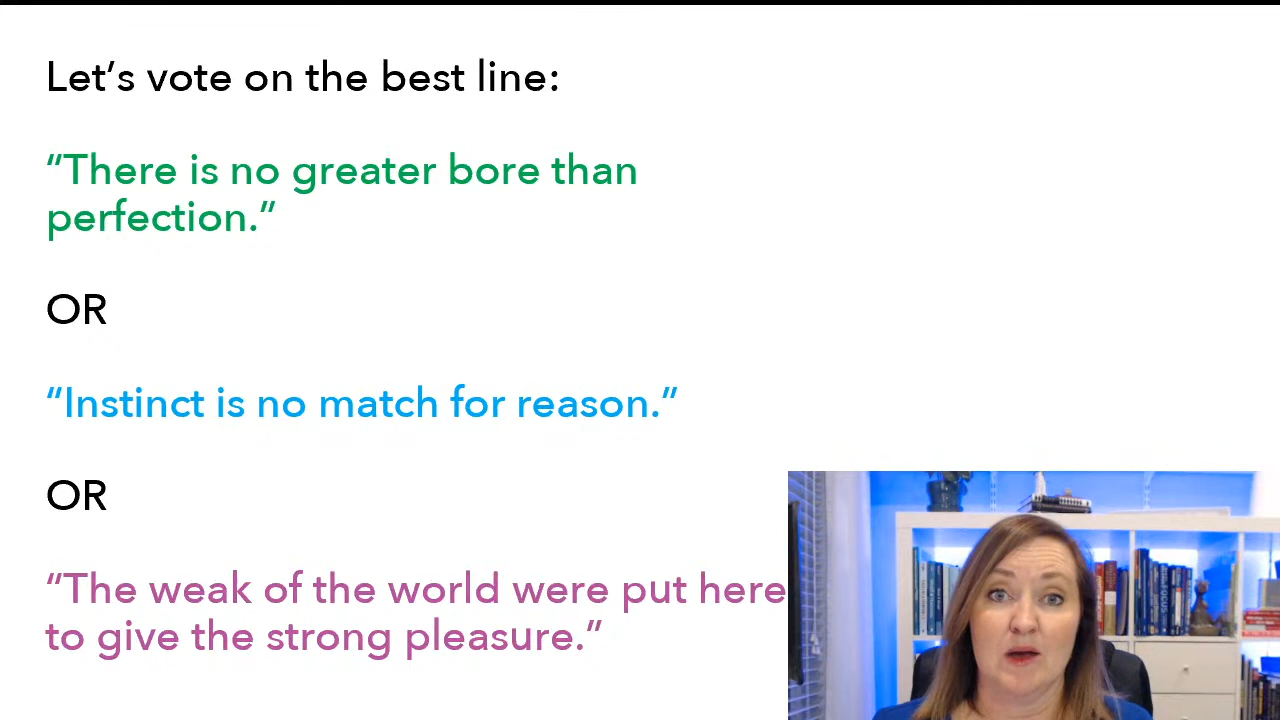 Let’s vote on the best line:
“There is no greater bore than
perfection.”
OR
“Instinct is no match for reason.”
OR
“The weak of the world were put here
to give the strong pleasure.”
FOCUS